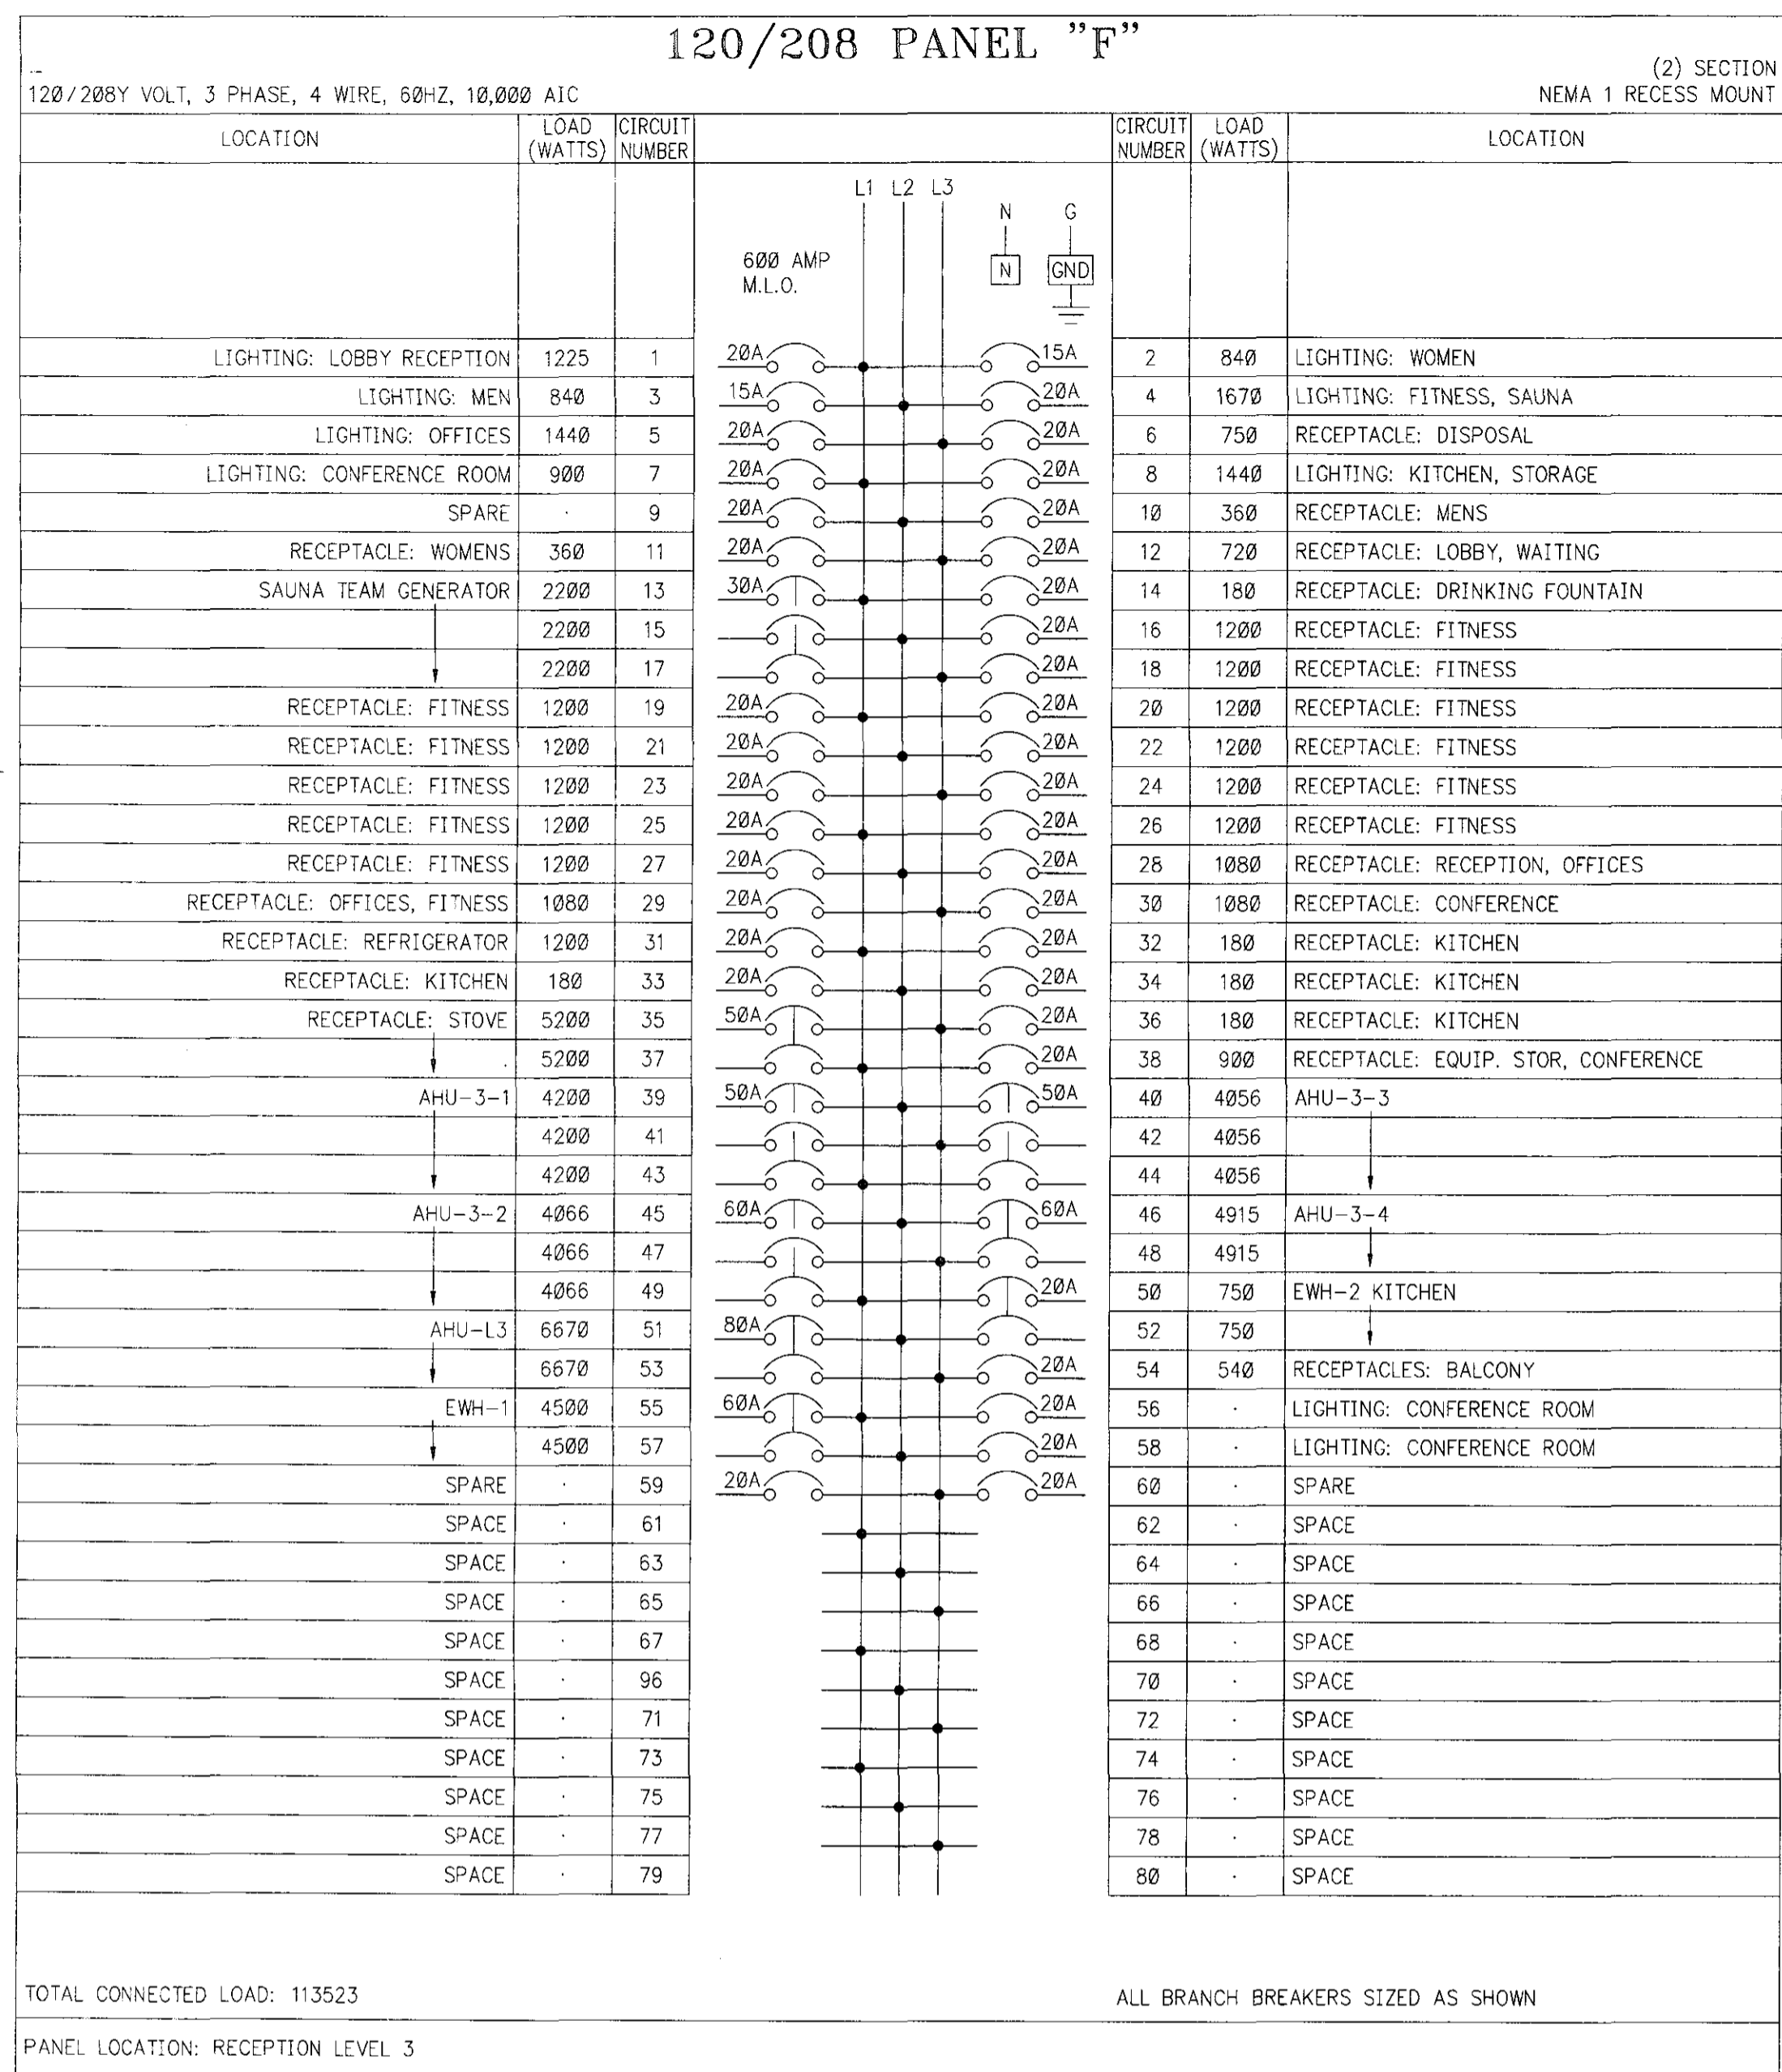 120/208 PANEL "F"
(2) SECTION
120/208Y VOLT, 3 PHASE, 4 WIRE, 60HZ, 10,000 AIC NEMA 1 RECESS MOUNT
LOCATION LOAD (WATTS) CIRCUIT NUMBER CIRCUIT NUMBER LOAD (WATTS) LOCATION
L1 L2 L3
N G
600 AMP M.L.O. N GND
LIGHTING: LOBBY RECEPTION 1225 1 20A 15A 2 840 LIGHTING: WOMEN
LIGHTING: MEN 840 3 15A 20A 4 1670 LIGHTING: FITNESS, SAUNA
LIGHTING: OFFICES 1440 5 20A 20A 6 750 RECEPTACLE: DISPOSAL
LIGHTING: CONFERENCE ROOM 900 7 20A 20A 8 1440 LIGHTING: KITCHEN, STORAGE
SPARE · 9 20A 20A 10 360 RECEPTACLE: MENS
RECEPTACLE: WOMENS 360 11 20A 20A 12 720 RECEPTACLE: LOBBY, WAITING
SAUNA TEAM GENERATOR 2200 13 30A 20A 14 180 RECEPTACLE: DRINKING FOUNTAIN
2200 15 20A 16 1200 RECEPTACLE: FITNESS
2200 17 20A 18 1200 RECEPTACLE: FITNESS
RECEPTACLE: FITNESS 1200 19 20A 20A 20 1200 RECEPTACLE: FITNESS
RECEPTACLE: FITNESS 1200 21 20A 20A 22 1200 RECEPTACLE: FITNESS
RECEPTACLE: FITNESS 1200 23 20A 20A 24 1200 RECEPTACLE: FITNESS
RECEPTACLE: FITNESS 1200 25 20A 20A 26 1200 RECEPTACLE: FITNESS
RECEPTACLE: FITNESS 1200 27 20A 20A 28 1080 RECEPTACLE: RECEPTION, OFFICES
RECEPTACLE: OFFICES, FITNESS 1080 29 20A 20A 30 1080 RECEPTACLE: CONFERENCE
RECEPTACLE: REFRIGERATOR 1200 31 20A 20A 32 180 RECEPTACLE: KITCHEN
RECEPTACLE: KITCHEN 180 33 20A 20A 34 180 RECEPTACLE: KITCHEN
RECEPTACLE: STOVE 5200 35 50A 20A 36 180 RECEPTACLE: KITCHEN
5200 37 20A 38 900 RECEPTACLE: EQUIP. STOR, CONFERENCE
AHU-3-1 4200 39 50A 50A 40 4056 AHU-3-3
4200 41 42 4056
4200 43 44 4056
AHU-3-2 4066 45 60A 60A 46 4915 AHU-3-4
4066 47 48 4915
4066 49 20A 50 750 EWH-2 KITCHEN
AHU-L3 6670 51 80A 52 750
6670 53 20A 54 540 RECEPTACLES: BALCONY
EWH-1 4500 55 60A 20A 56 · LIGHTING: CONFERENCE ROOM
4500 57 20A 58 · LIGHTING: CONFERENCE ROOM
SPARE · 59 20A 20A 60 · SPARE
SPACE · 61 62 · SPACE
SPACE · 63 64 · SPACE
SPACE · 65 66 · SPACE
SPACE · 67 68 · SPACE
SPACE · 96 70 · SPACE
SPACE · 71 72 · SPACE
SPACE · 73 74 · SPACE
SPACE · 75 76 · SPACE
SPACE · 77 78 · SPACE
SPACE · 79 80 · SPACE
TOTAL CONNECTED LOAD: 113523 ALL BRANCH BREAKERS SIZED AS SHOWN
PANEL LOCATION: RECEPTION LEVEL 3